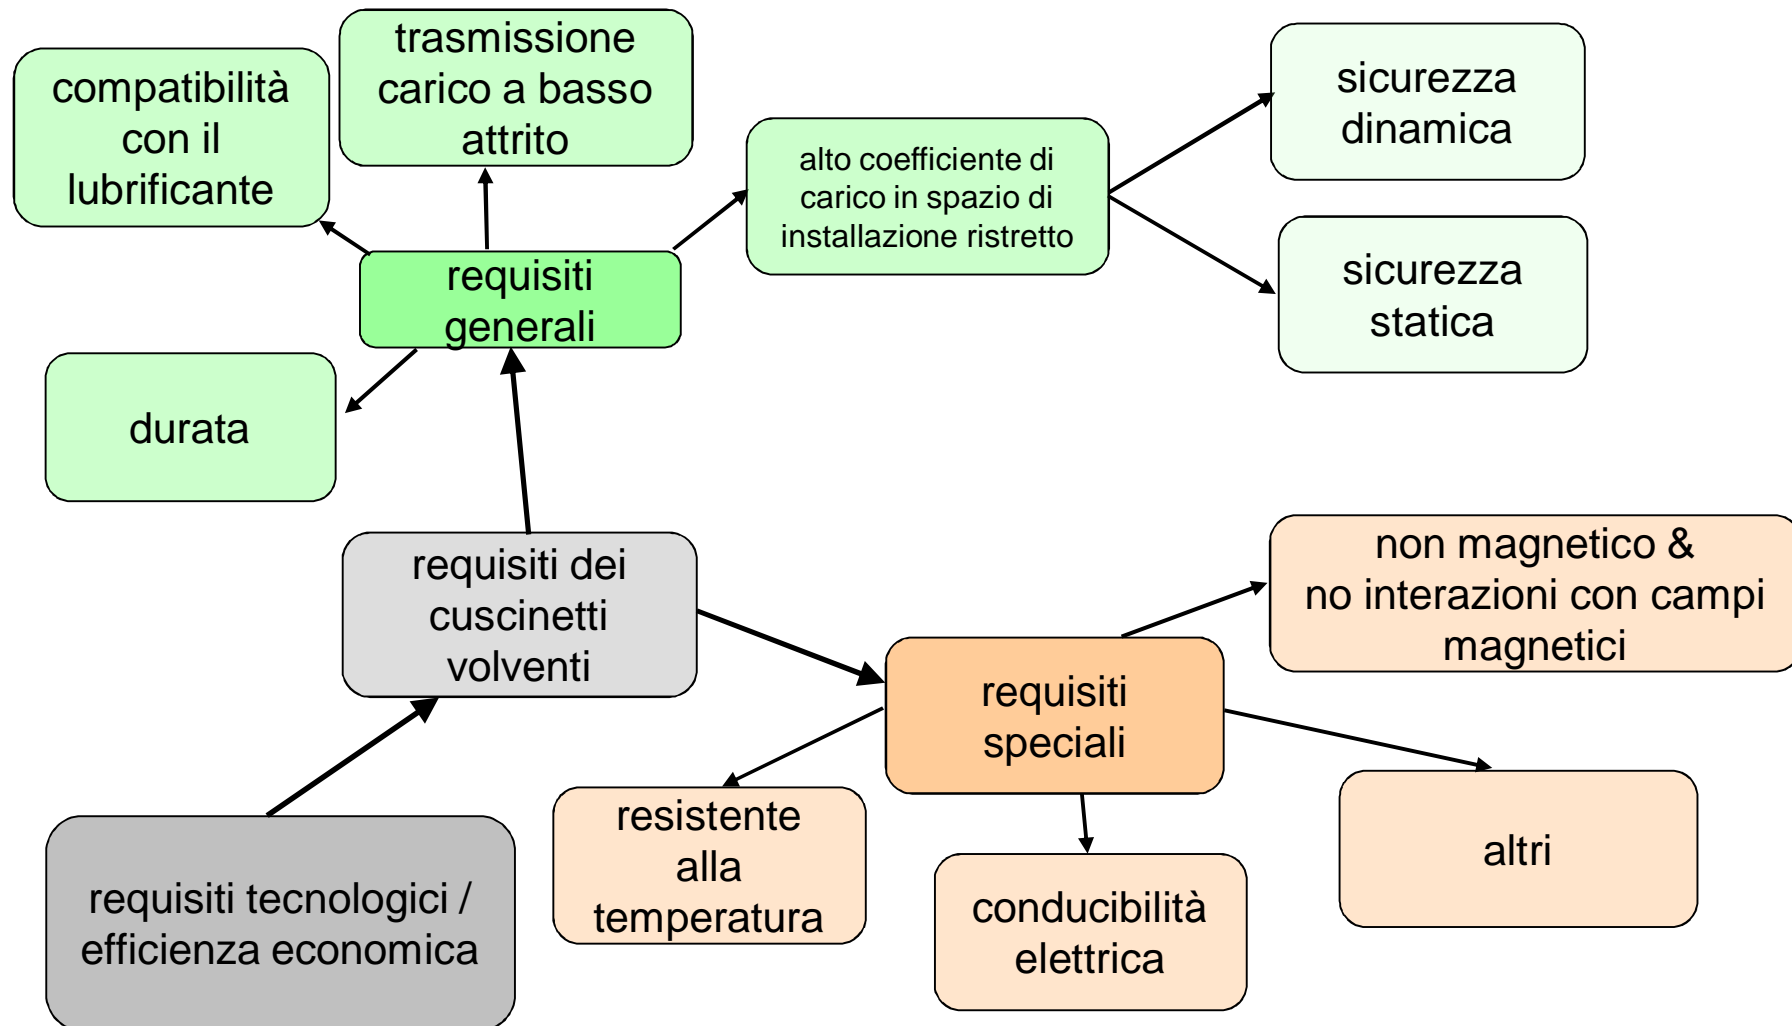 compatibilità
con il
lubrificante
trasmissione
carico a basso
attrito
alto coefficiente di
carico in spazio di
installazione ristretto
sicurezza
dinamica
sicurezza
statica
requisiti
generali
durata
requisiti dei
cuscinetti
volventi
non magnetico &
no interazioni con campi
magnetici
requisiti
speciali
resistente
alla
temperatura
conducibilità
elettrica
altri
requisiti tecnologici /
efficienza economica